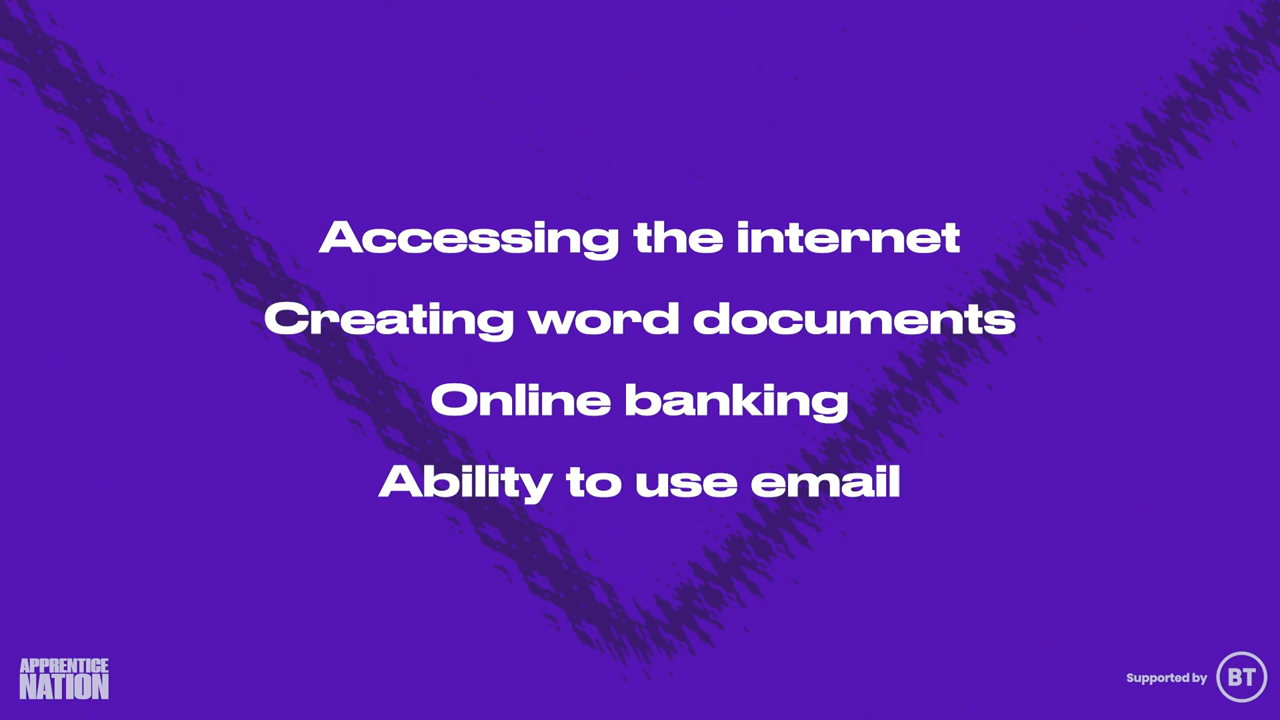 Accessing the internet
Creating word documents
Online banking
Ability to use email
APPRENTICE
NATION
Supported by BT